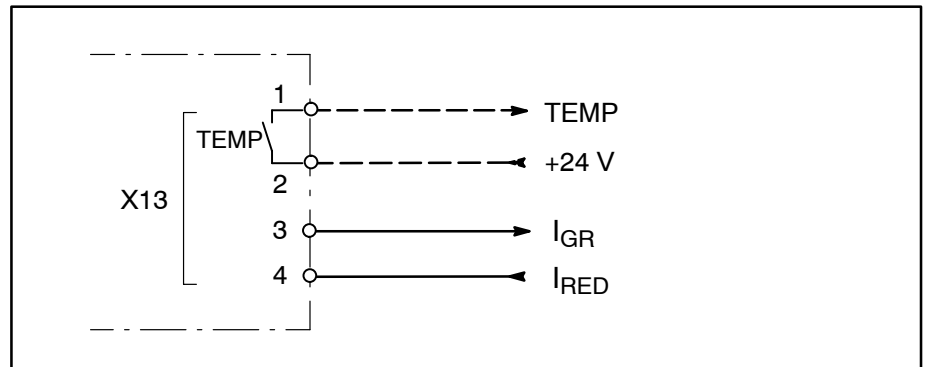 1 TEMP
TEMP
+24 V
2
X13
3 I_GR
4 I_RED